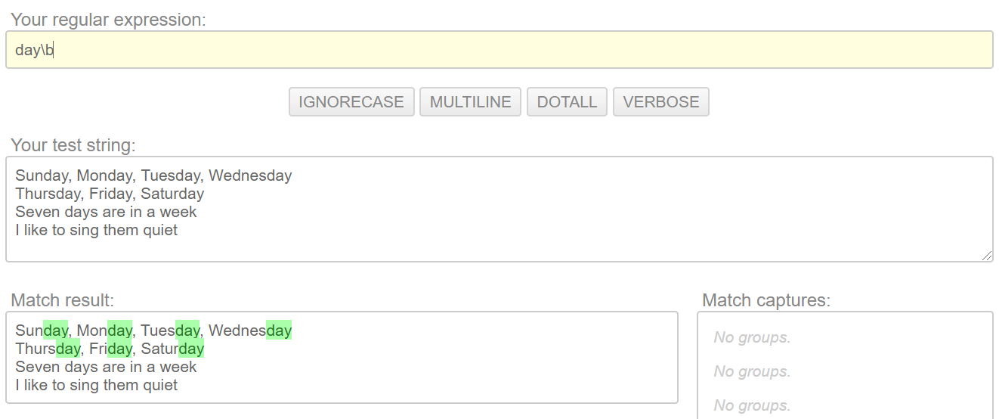 Your regular expression:
day\b
IGNORECASE MULTILINE DOTALL VERBOSE
Your test string:
Sunday, Monday, Tuesday, Wednesday
Thursday, Friday, Saturday
Seven days are in a week
I like to sing them quiet
Match result:
Sunday, Monday, Tuesday, Wednesday
Thursday, Friday, Saturday
Seven days are in a week
I like to sing them quiet
Match captures:
No groups.
No groups.
No groups.